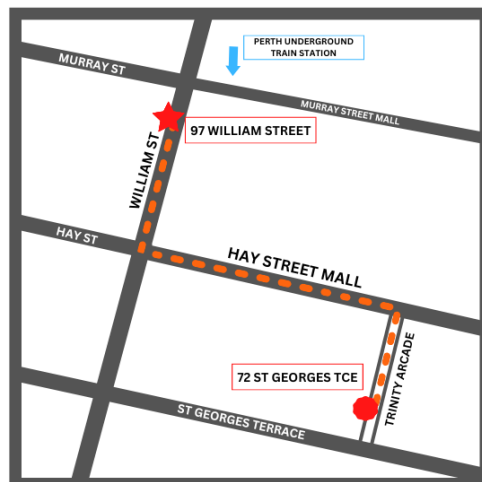 PERTH UNDERGROUND
TRAIN STATION
MURRAY ST
MURRAY STREET MALL
97 WILLIAM STREET
WILLIAM ST
HAY ST
HAY STREET MALL
72 ST GEORGES TCE
TRINITY ARCADE
ST GEORGES TERRACE